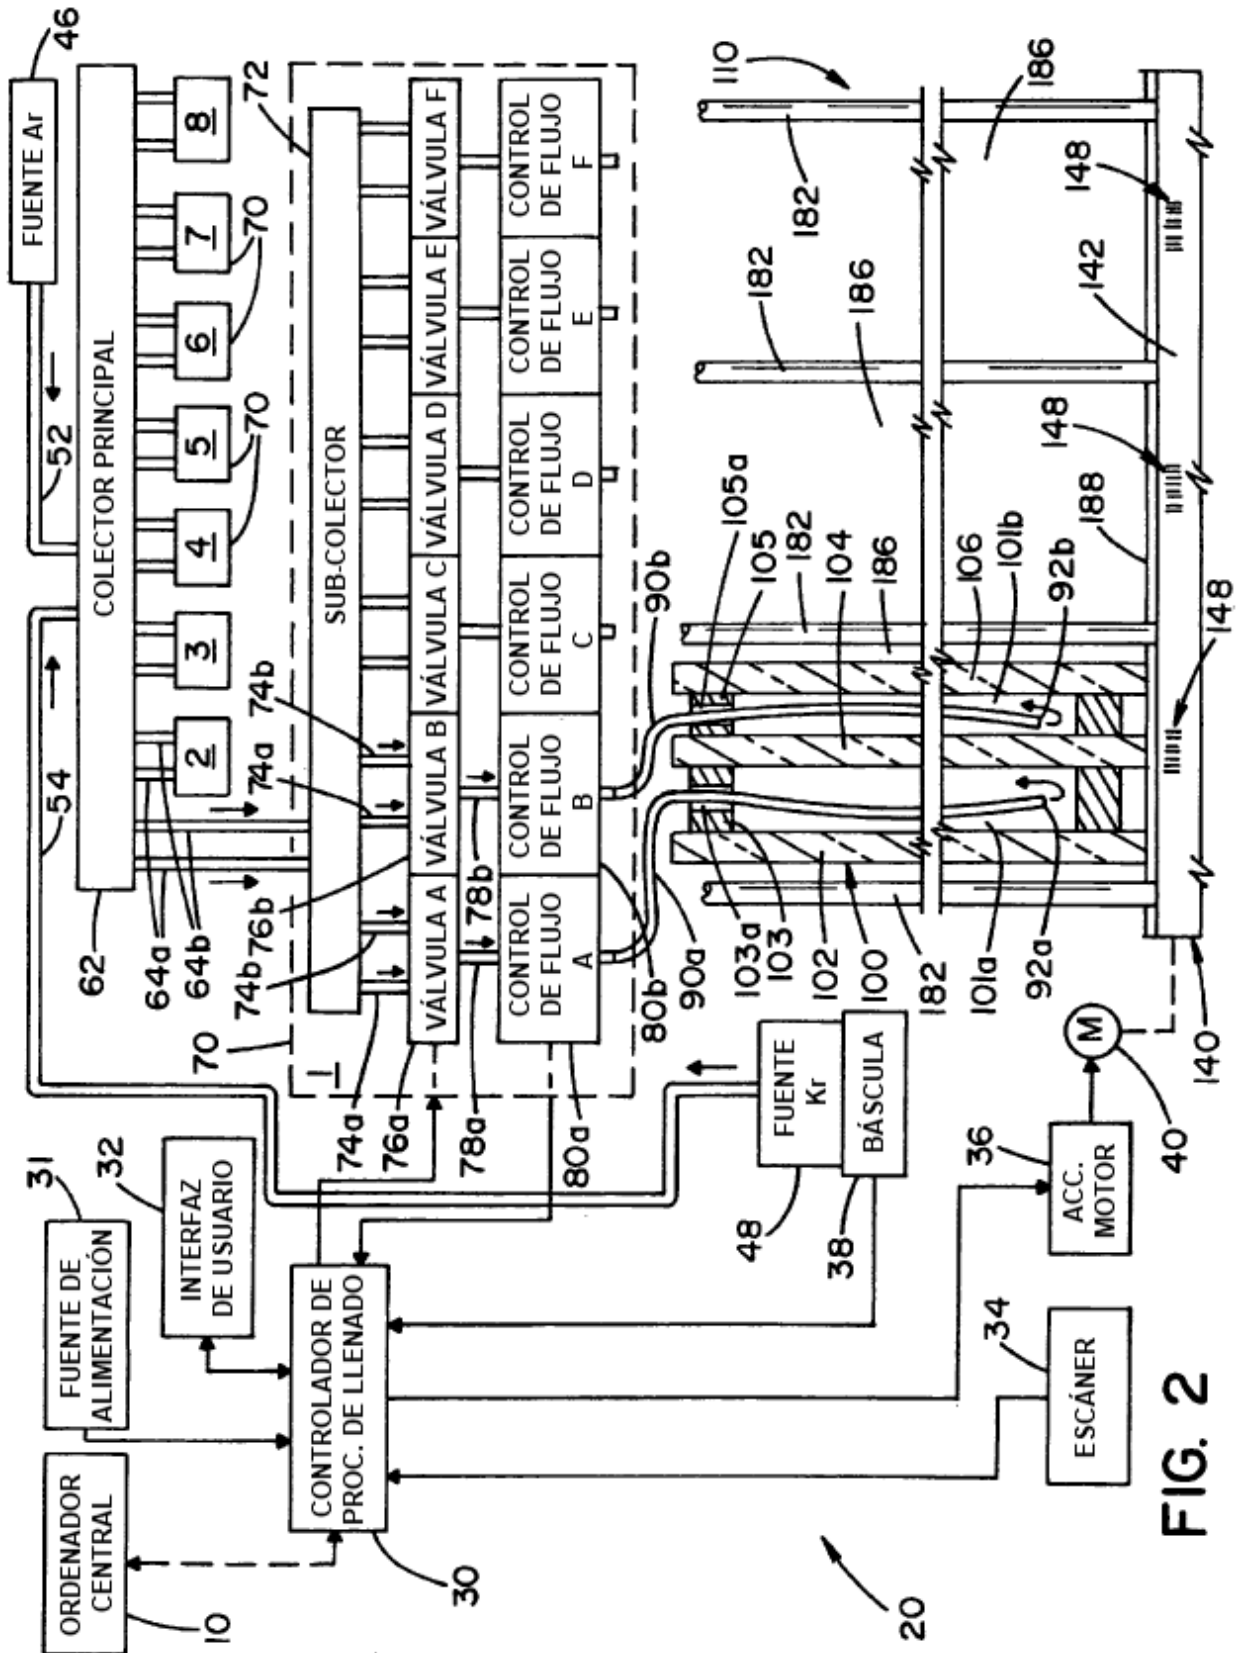 ORDENADOR
CENTRAL
10
FUENTE DE
ALIMENTACIÓN
31
INTERFAZ
DE USUARIO
32
CONTROLADOR DE
PROC. DE LLENADO
30
FUENTE Ar
46
52
54
COLECTOR PRINCIPAL
62
64a
64b
2
3
4
5
6
7
8
70
70
70
1
72
SUB-COLECTOR
74a
74b
74a
74b
76a
76b
VÁLVULA A
VÁLVULA B
VÁLVULA C
VÁLVULA D
VÁLVULA E
VÁLVULA F
78a
78b
CONTROL
DE FLUJO
A
CONTROL
DE FLUJO
B
CONTROL
DE FLUJO
C
CONTROL
DE FLUJO
D
CONTROL
DE FLUJO
E
CONTROL
DE FLUJO
F
80a
80b
90a
90b
FUENTE
Kr
48
BÁSCULA
38
103a
103
102
100
182
101a
92a
105a
105
104
182
186
106
101b
92b
188
182
186
182
186
110
142
148
148
148
140
M
40
ACC.
MOTOR
36
ESCÁNER
34
20
FIG. 2